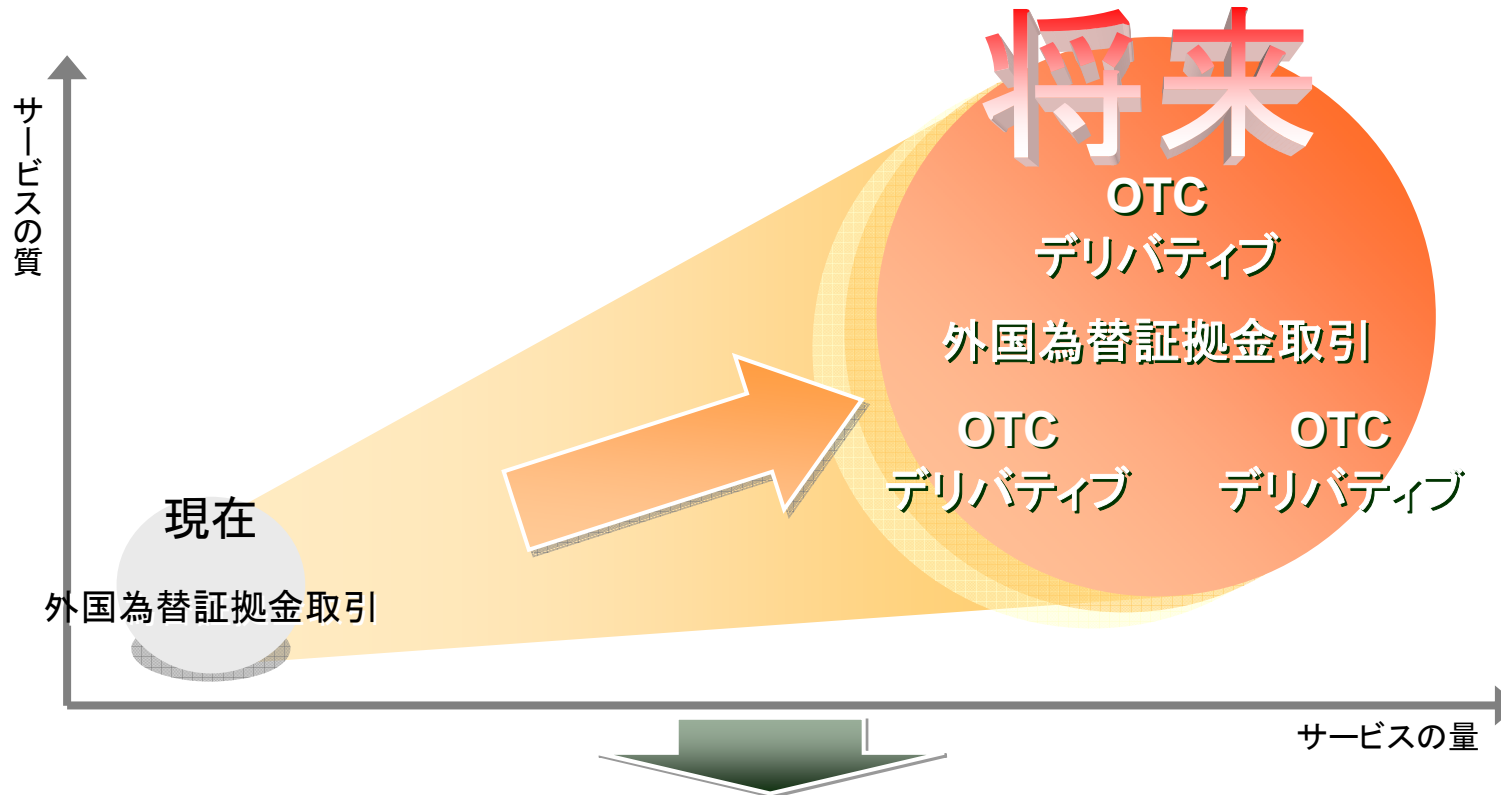 将来
サービスの質
OTC
デリバティブ
外国為替証拠金取引
OTC
デリバティブ
OTC
デリバティブ
現在
外国為替証拠金取引
サービスの量